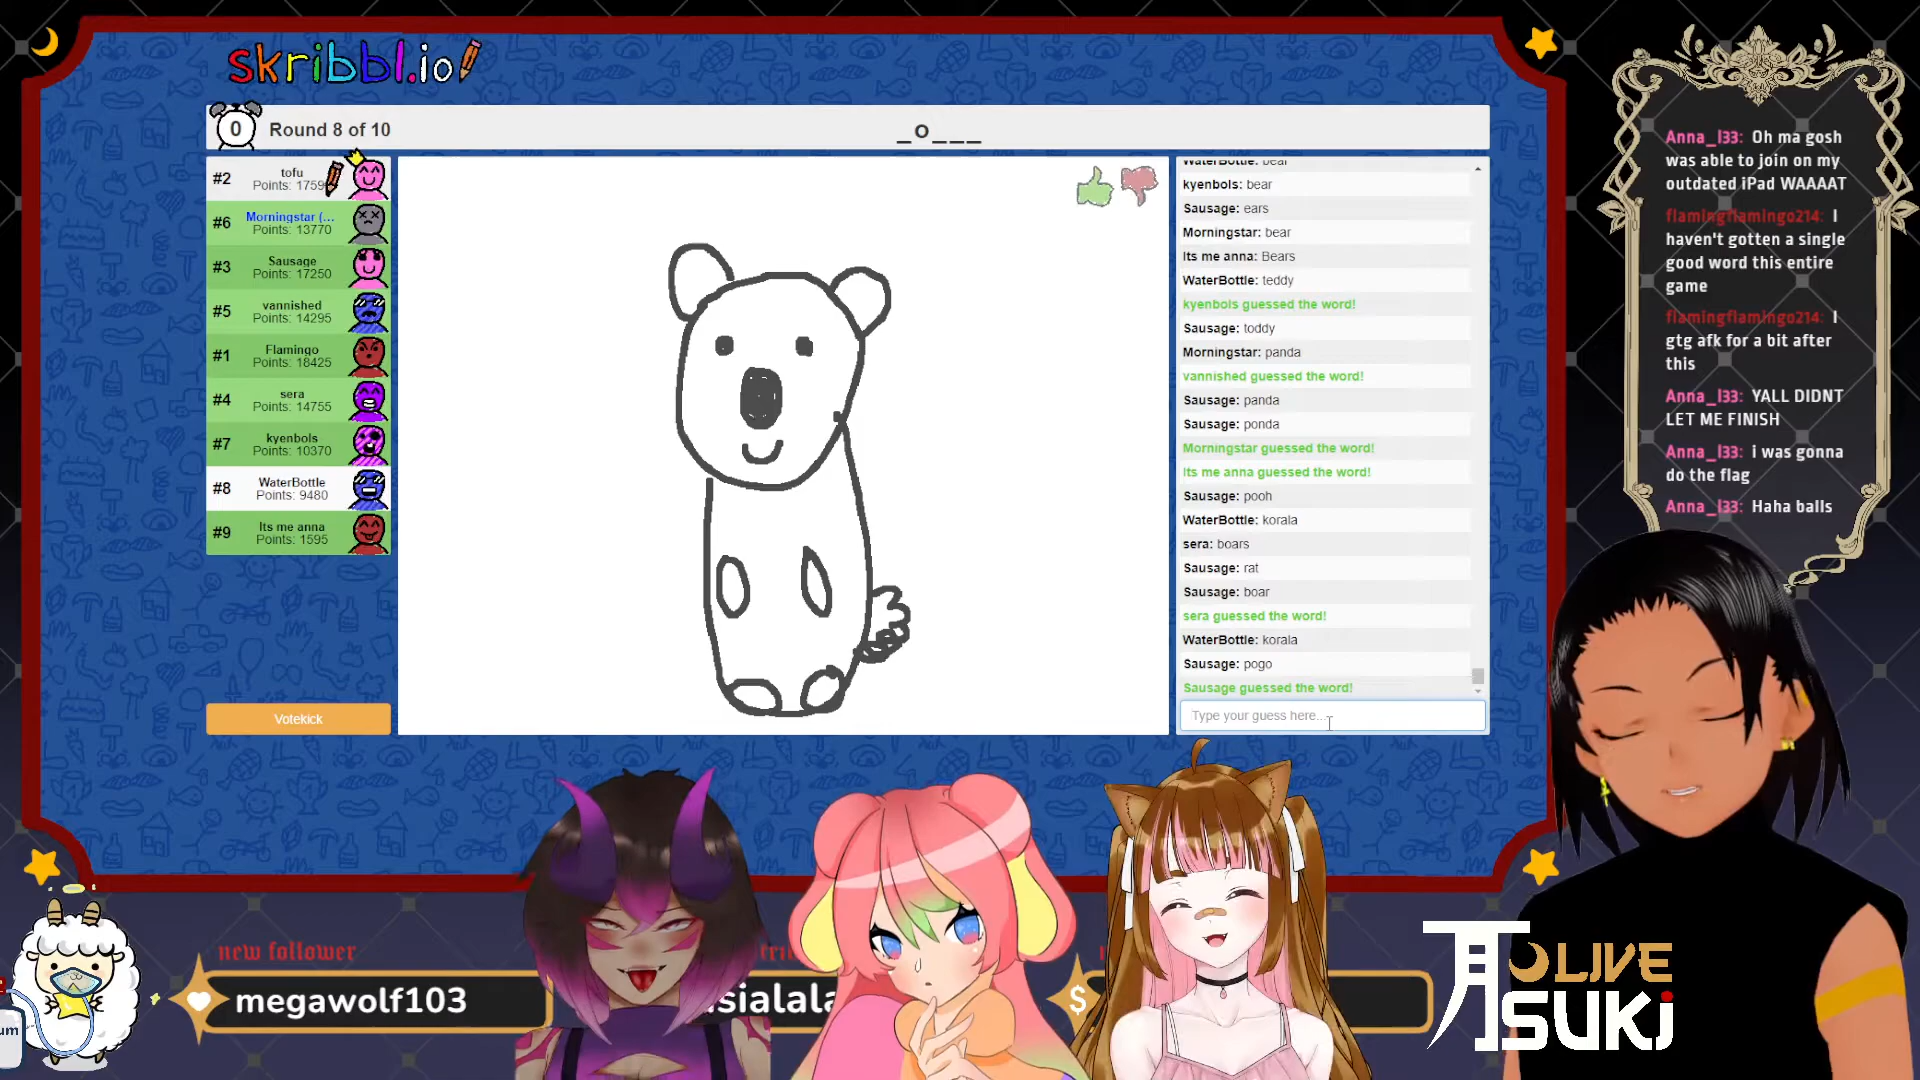 skribbl.io
0
Round 8 of 10
_O___
#2
tofu
Points: 1759
#6
Morningstar (...
Points: 13770
#3
Sausage
Points: 17250
#5
vannished
Points: 14295
#1
Flamingo
Points: 18425
#4
sera
Points: 14755
#7
kyenbols
Points: 10370
#8
WaterBottle
Points: 9480
#9
Its me anna
Points: 1595
Votekick
WaterBottle: bear
kyenbols: bear
Sausage: ears
Morningstar: bear
Its me anna: Bears
WaterBottle: teddy
kyenbols guessed the word!
Sausage: toddy
Morningstar: panda
vannished guessed the word!
Sausage: panda
Sausage: ponda
Morningstar guessed the word!
Its me anna guessed the word!
Sausage: pooh
WaterBottle: korala
sera: boars
Sausage: rat
Sausage: boar
sera guessed the word!
WaterBottle: korala
Sausage: pogo
Sausage guessed the word!
Type your guess here...
Anna_l33: Oh ma gosh
was able to join on my
outdated iPad WAAAAT
flamingflamingo214: I
haven't gotten a single
good word this entire
game
flamingflamingo214: I
gtg afk for a bit after
this
Anna_l33: YALL DIDNT
LET ME FINISH
Anna_l33: i was gonna
do the flag
Anna_l33: Haha balls
new follower
megawolf103
sialala
$
um
OLIVE
TSUKi